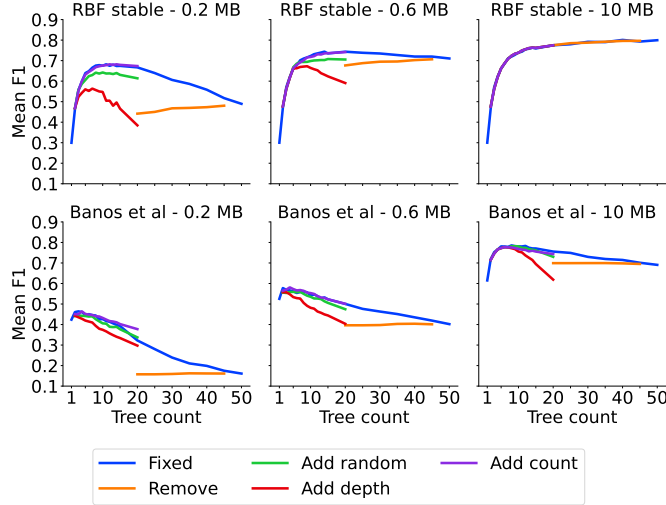 RBF stable - 0.2 MB
RBF stable - 0.6 MB
RBF stable - 10 MB
Mean F1
0.9
0.8
0.7
0.6
0.5
0.4
0.3
0.2
0.1
Banos et al - 0.2 MB
Banos et al - 0.6 MB
Banos et al - 10 MB
Mean F1
0.9
0.8
0.7
0.6
0.5
0.4
0.3
0.2
0.1
1 10 20 30 40 50
1 10 20 30 40 50
1 10 20 30 40 50
Tree count
Tree count
Tree count
Fixed
Add random
Add count
Remove
Add depth